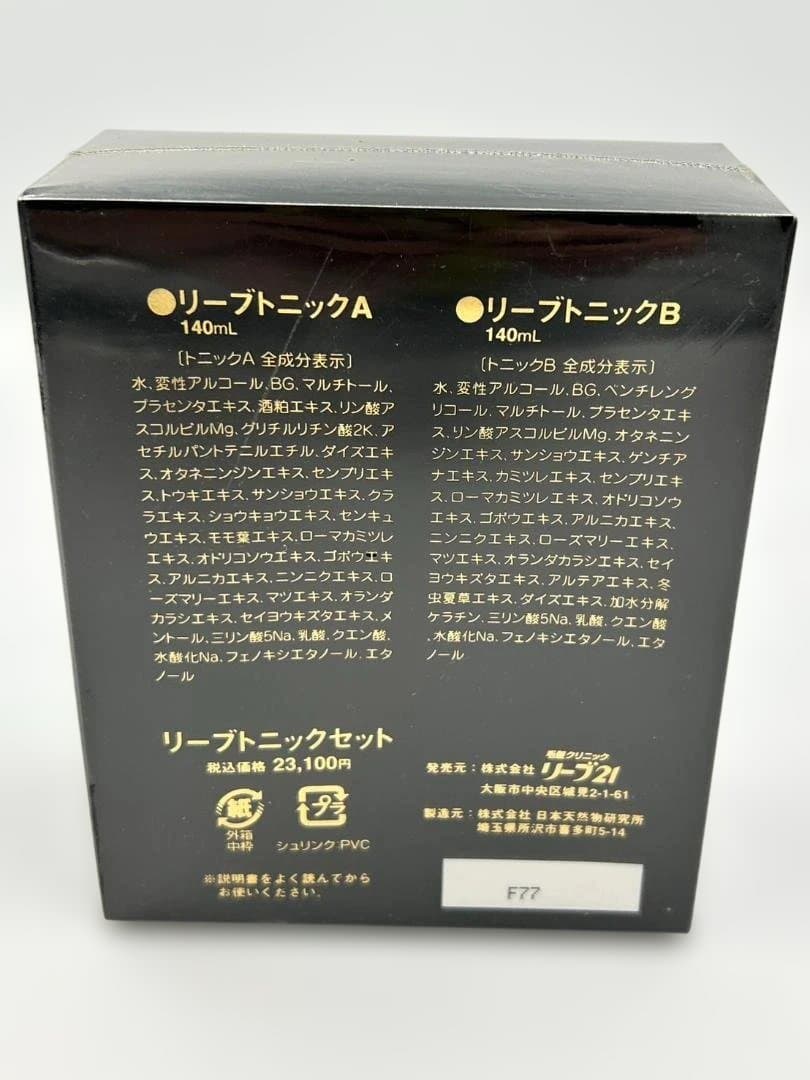 ●リーブトニックA
140mL
〔トニックA 全成分表示〕
水、変性アルコール、BG、マルチトール、
プラセンタエキス、酒粕エキス、リン酸ア
スコルビルMg、グリチルリチン酸2K、ア
セチルパントテニルエチル、ダイズエキ
ス、オタネニンジンエキス、センブリエキ
ス、トウキエキス、サンショウエキス、クラ
ラエキス、ショウキョウエキス、センキュ
ウエキス、モモ葉エキス、ローマカミツレ
エキス、オドリコソウエキス、ゴボウエキ
ス、アルニカエキス、ニンニクエキス、ロ
ーズマリーエキス、マツエキス、オランダ
カラシエキス、セイヨウキズタエキス、メ
ントール、三リン酸5Na、乳酸、クエン酸、
水酸化Na、フェノキシエタノール、エタ
ノール
●リーブトニックB
140mL
〔トニックB 全成分表示〕
水、変性アルコール、BG、ペンチレング
リコール、マルチトール、プラセンタエキ
ス、リン酸アスコルビルMg、オタネニン
ジンエキス、サンショウエキス、ゲンチア
ナエキス、カミツレエキス、センブリエキ
ス、ローマカミツレエキス、オドリコソウ
エキス、ゴボウエキス、アルニカエキス、
ニンニクエキス、ローズマリーエキス、
マツエキス、オランダカラシエキス、セイ
ヨウキズタエキス、アルテアエキス、冬
虫夏草エキス、ダイズエキス、加水分解
ケラチン、三リン酸5Na、乳酸、クエン酸
、水酸化Na、フェノキシエタノール、エタ
ノール
リーブトニックセット
税込価格 23,100円
紙
外箱
中枠
プラ
シュリンク:PVC
※説明書をよく読んでから
お使いください。
発売元：株式会社 毛髪クリニック リーブ21
大阪市中央区城見2-1-61
製造元：株式会社 日本天然物研究所
埼玉県所沢市喜多町5-14
F77